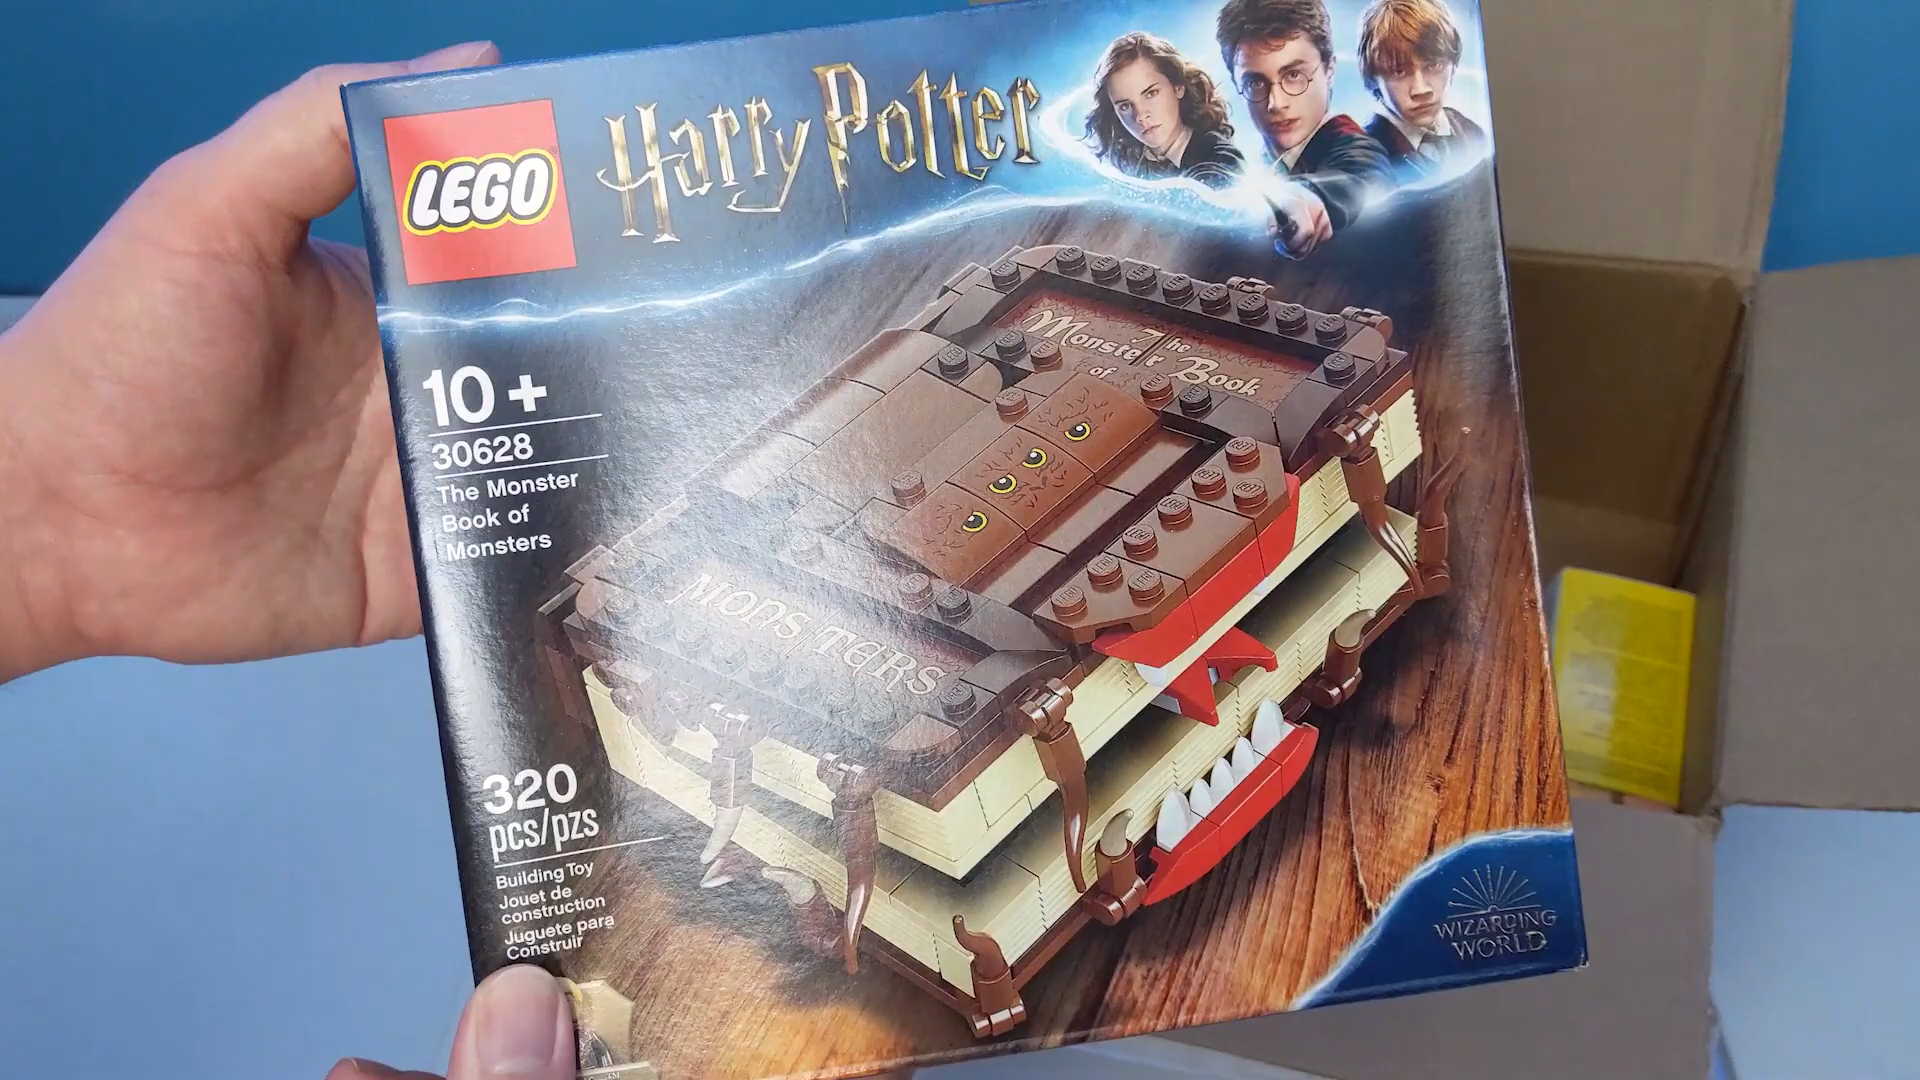 LEGO
Harry Potter
10+
30628
The Monster
Book of
Monsters
The
Monster Book
of
MONSTERS
320
pcs/pzs
Building Toy
Jouet de
construction
Juguete para
Construir
WIZARDING
WORLD